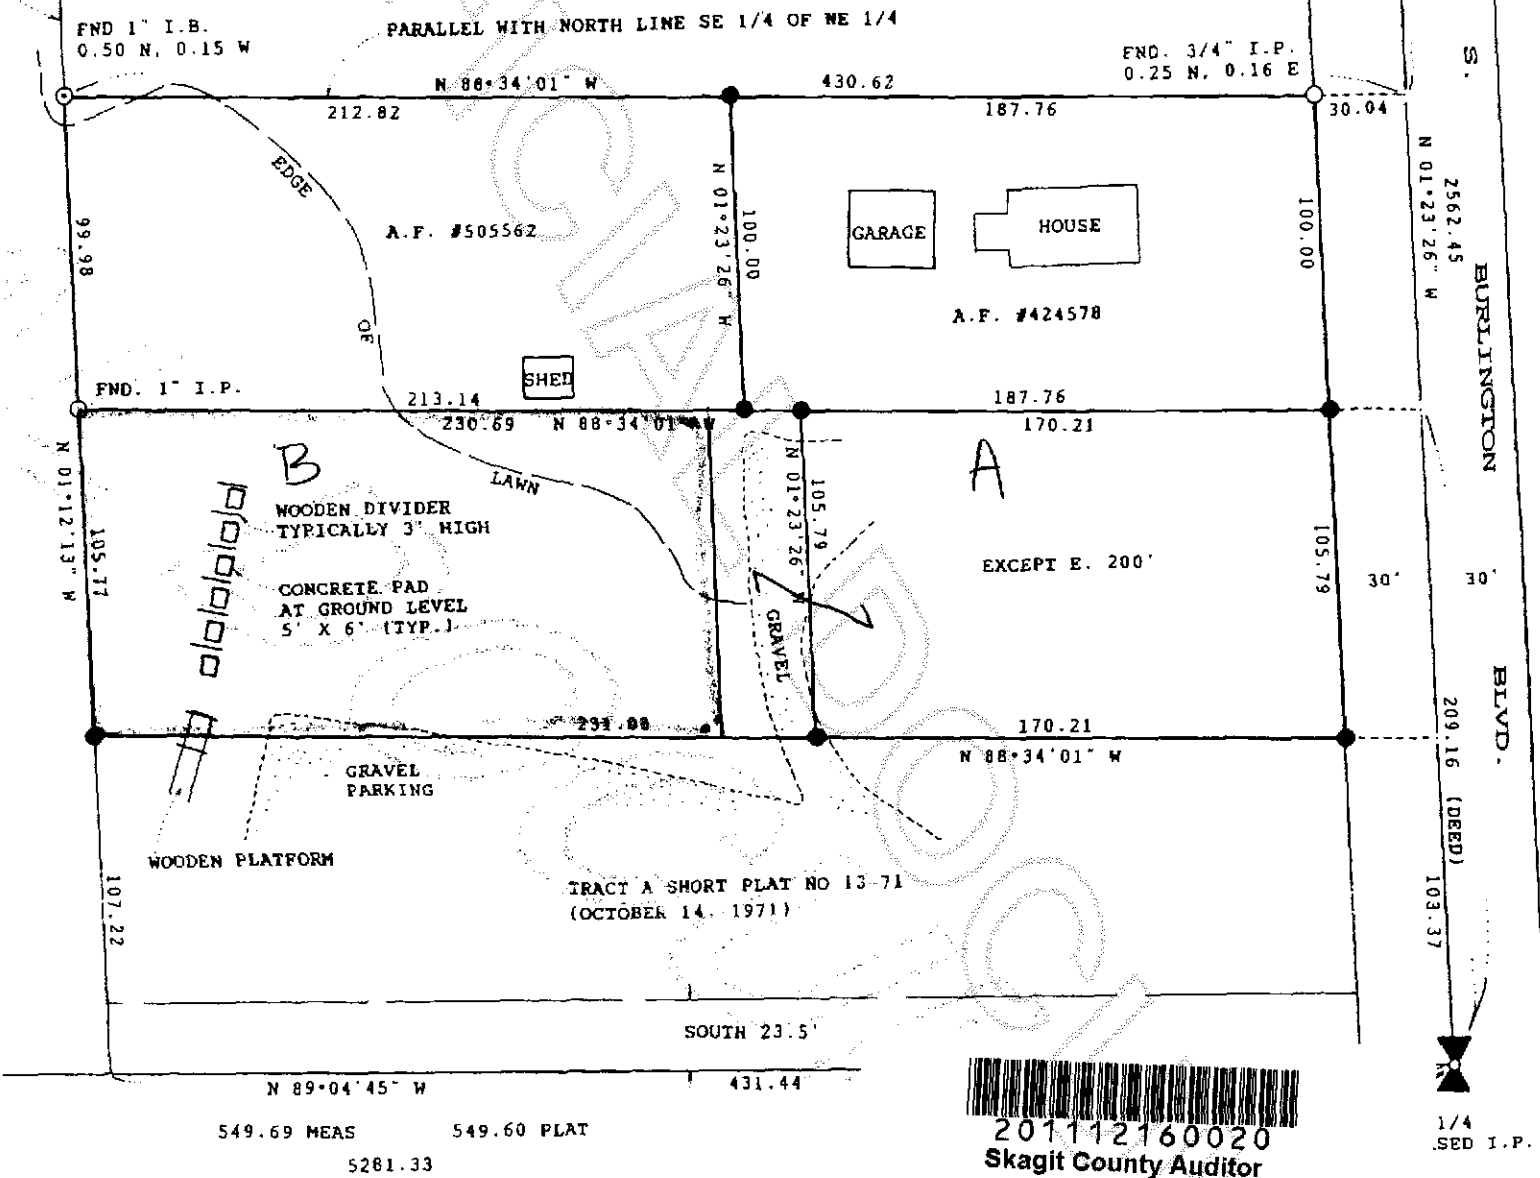 FND 1" I.B.
0.50 N, 0.15 W
PARALLEL WITH NORTH LINE SE 1/4 OF NE 1/4
FND. 3/4" I.P.
0.25 N, 0.16 E
S.
BURLINGTON
BLVD.
N 88°34'01" W
430.62
212.82
187.76
30.04
EDGE
OF
LAWN
99.98
A.F. #505562
N 01°23'26" W
100.00
GARAGE
HOUSE
100.00
N 01°23'26" W
2562.45
A.F. #424578
SHED
FND. 1" I.P.
213.14
187.76
230.69
N 88°34'01"
170.21
B
A
N 01°12'13" W
105.77
WOODEN DIVIDER
TYPICALLY 3" HIGH
CONCRETE PAD
AT GROUND LEVEL
5' X 6' (TYP.)
N 01°23'26" W
105.79
GRAVEL
EXCEPT E. 200'
105.79
30'
30'
231.00
170.21
N 88°34'01" W
GRAVEL
PARKING
WOODEN PLATFORM
209.16 (DEED)
TRACT A SHORT PLAT NO 13-71
(OCTOBER 14, 1971)
107.22
103.37
SOUTH 23.5'
N 89°04'45" W
431.44
549.69 MEAS
549.60 PLAT
5281.33
201112160020
Skagit County Auditor
1/4
SED I.P.